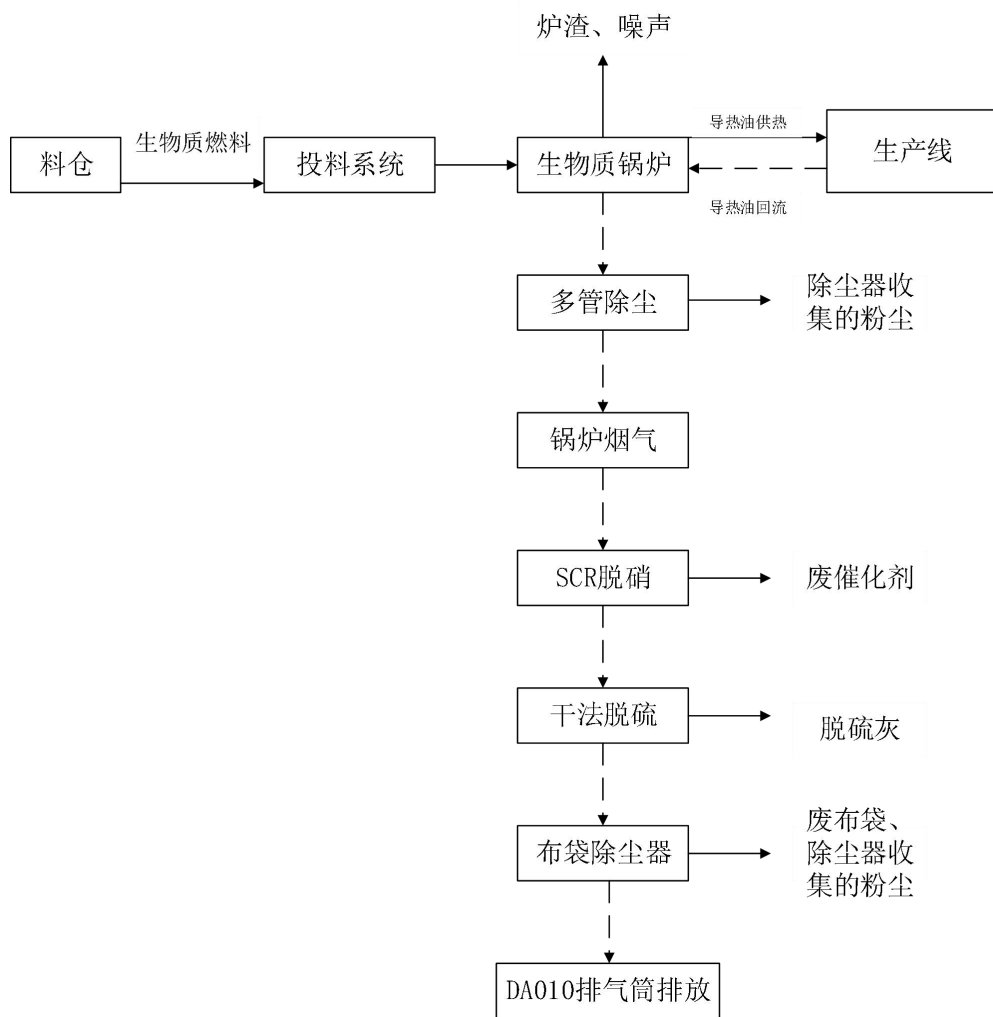 炉渣、噪声
导热油供热
生物质燃料
料仓
投料系统
生物质锅炉
生产线
导热油回流
多管除尘
除尘器收
集的粉尘
锅炉烟气
SCR脱硝
废催化剂
干法脱硫
脱硫灰
布袋除尘器
废布袋、
除尘器收
集的粉尘
DA010排气筒排放